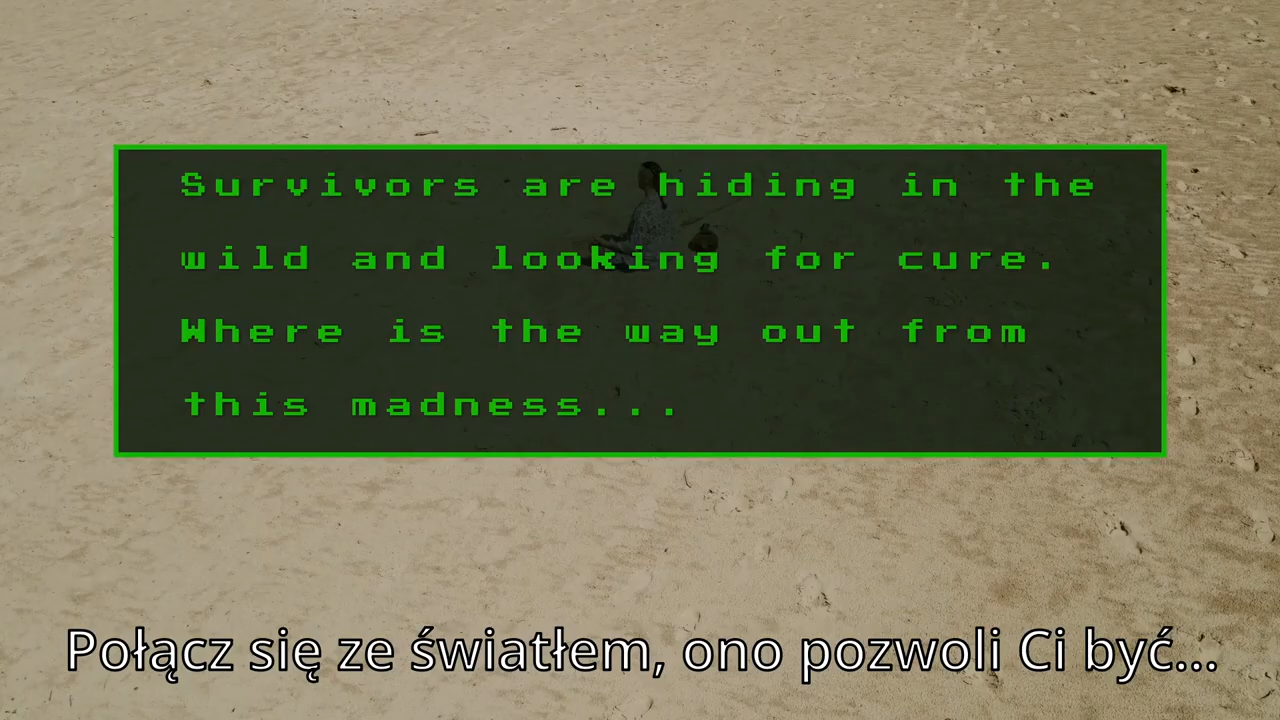 Survivors are hiding in the
wild and looking for cure.
Where is the way out from
this madness...
Połącz się ze światłem, ono pozwoli Ci być...